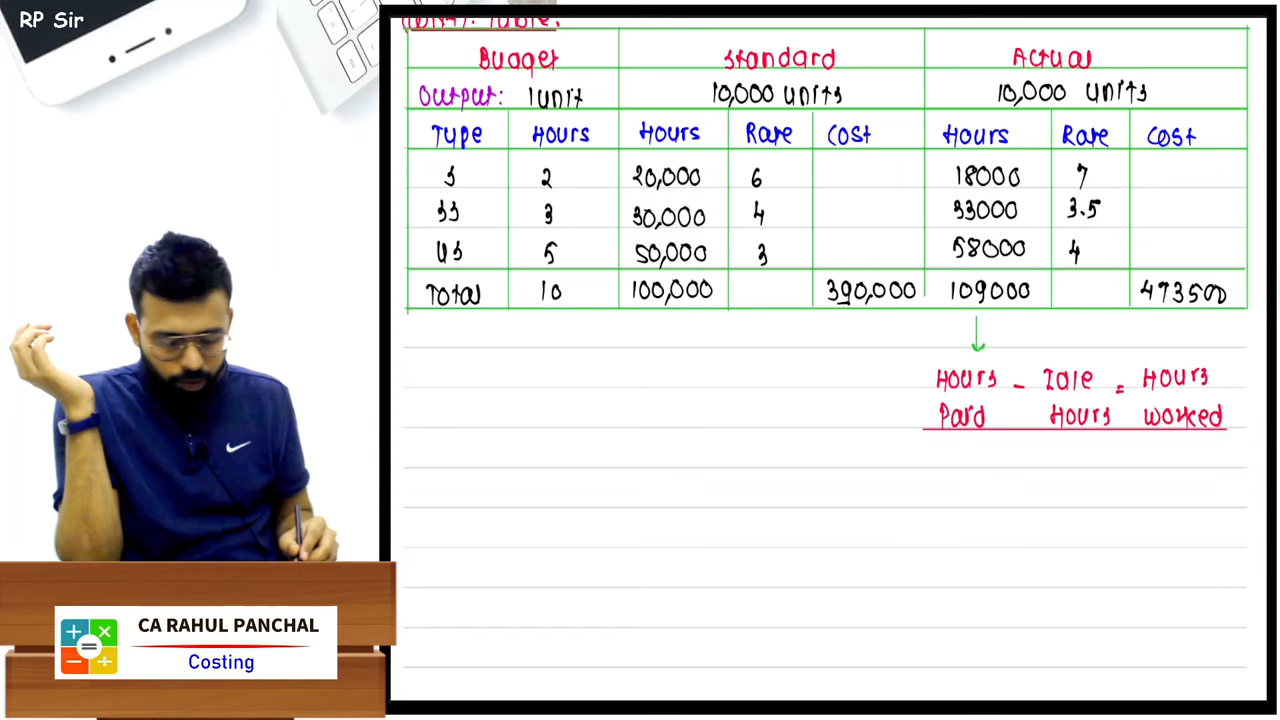 RP Sir
Budget Standard Actual
Output: 1 unit 10,000 units 10,000 units
Type Hours Hours Rate Cost Hours Rate Cost
S 2 20,000 6 18000 7
SS 3 30,000 4 33000 3.5
US 5 50,000 3 58000 4
Total 10 100,000 390,000 109000 473500
Hours - Idle = Hours
Paid Hours worked
CA RAHUL PANCHAL
Costing